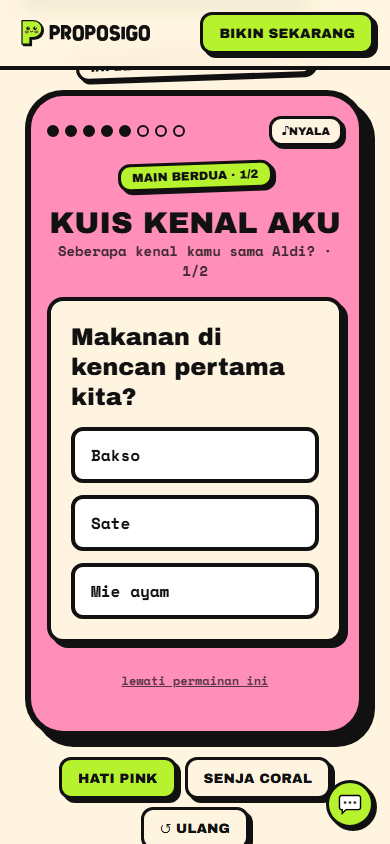 PROPOSIGO
BIKIN SEKARANG
♪NYALA
MAIN BERDUA · 1/2
KUIS KENAL AKU
Seberapa kenal kamu sama Aldi? ·
1/2
Makanan di
kencan pertama
kita?
Bakso
Sate
Mie ayam
lewati permainan ini
HATI PINK
SENJA CORAL
↺ ULANG